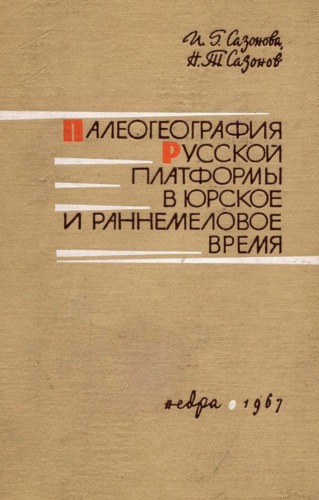 И. Г. Сазонова,
Н. Т. Сазонов
ПАЛЕОГЕОГРАФИЯ
РУССКОЙ
ПЛАТФОРМЫ
В ЮРСКОЕ
И РАННЕМЕЛОВОЕ
ВРЕМЯ
недра • 1967